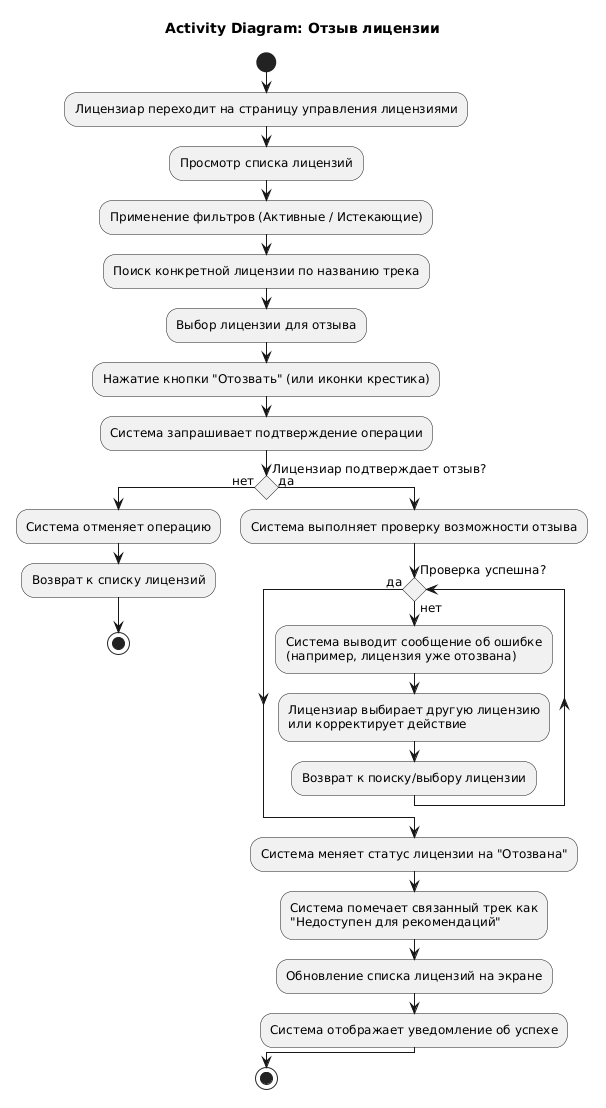 Activity Diagram: Отзыв лицензии
Лицензиар переходит на страницу управления лицензиями
Просмотр списка лицензий
Применение фильтров (Активные / Истекающие)
Поиск конкретной лицензии по названию трека
Выбор лицензии для отзыва
Нажатие кнопки "Отозвать" (или иконки крестика)
Система запрашивает подтверждение операции
Лицензиар подтверждает отзыв?
нет
да
Система отменяет операцию
Возврат к списку лицензий
Система выполняет проверку возможности отзыва
Проверка успешна?
да
нет
Система выводит сообщение об ошибке
(например, лицензия уже отозвана)
Лицензиар выбирает другую лицензию
или корректирует действие
Возврат к поиску/выбору лицензии
Система меняет статус лицензии на "Отозвана"
Система помечает связанный трек как
"Недоступен для рекомендаций"
Обновление списка лицензий на экране
Система отображает уведомление об успехе